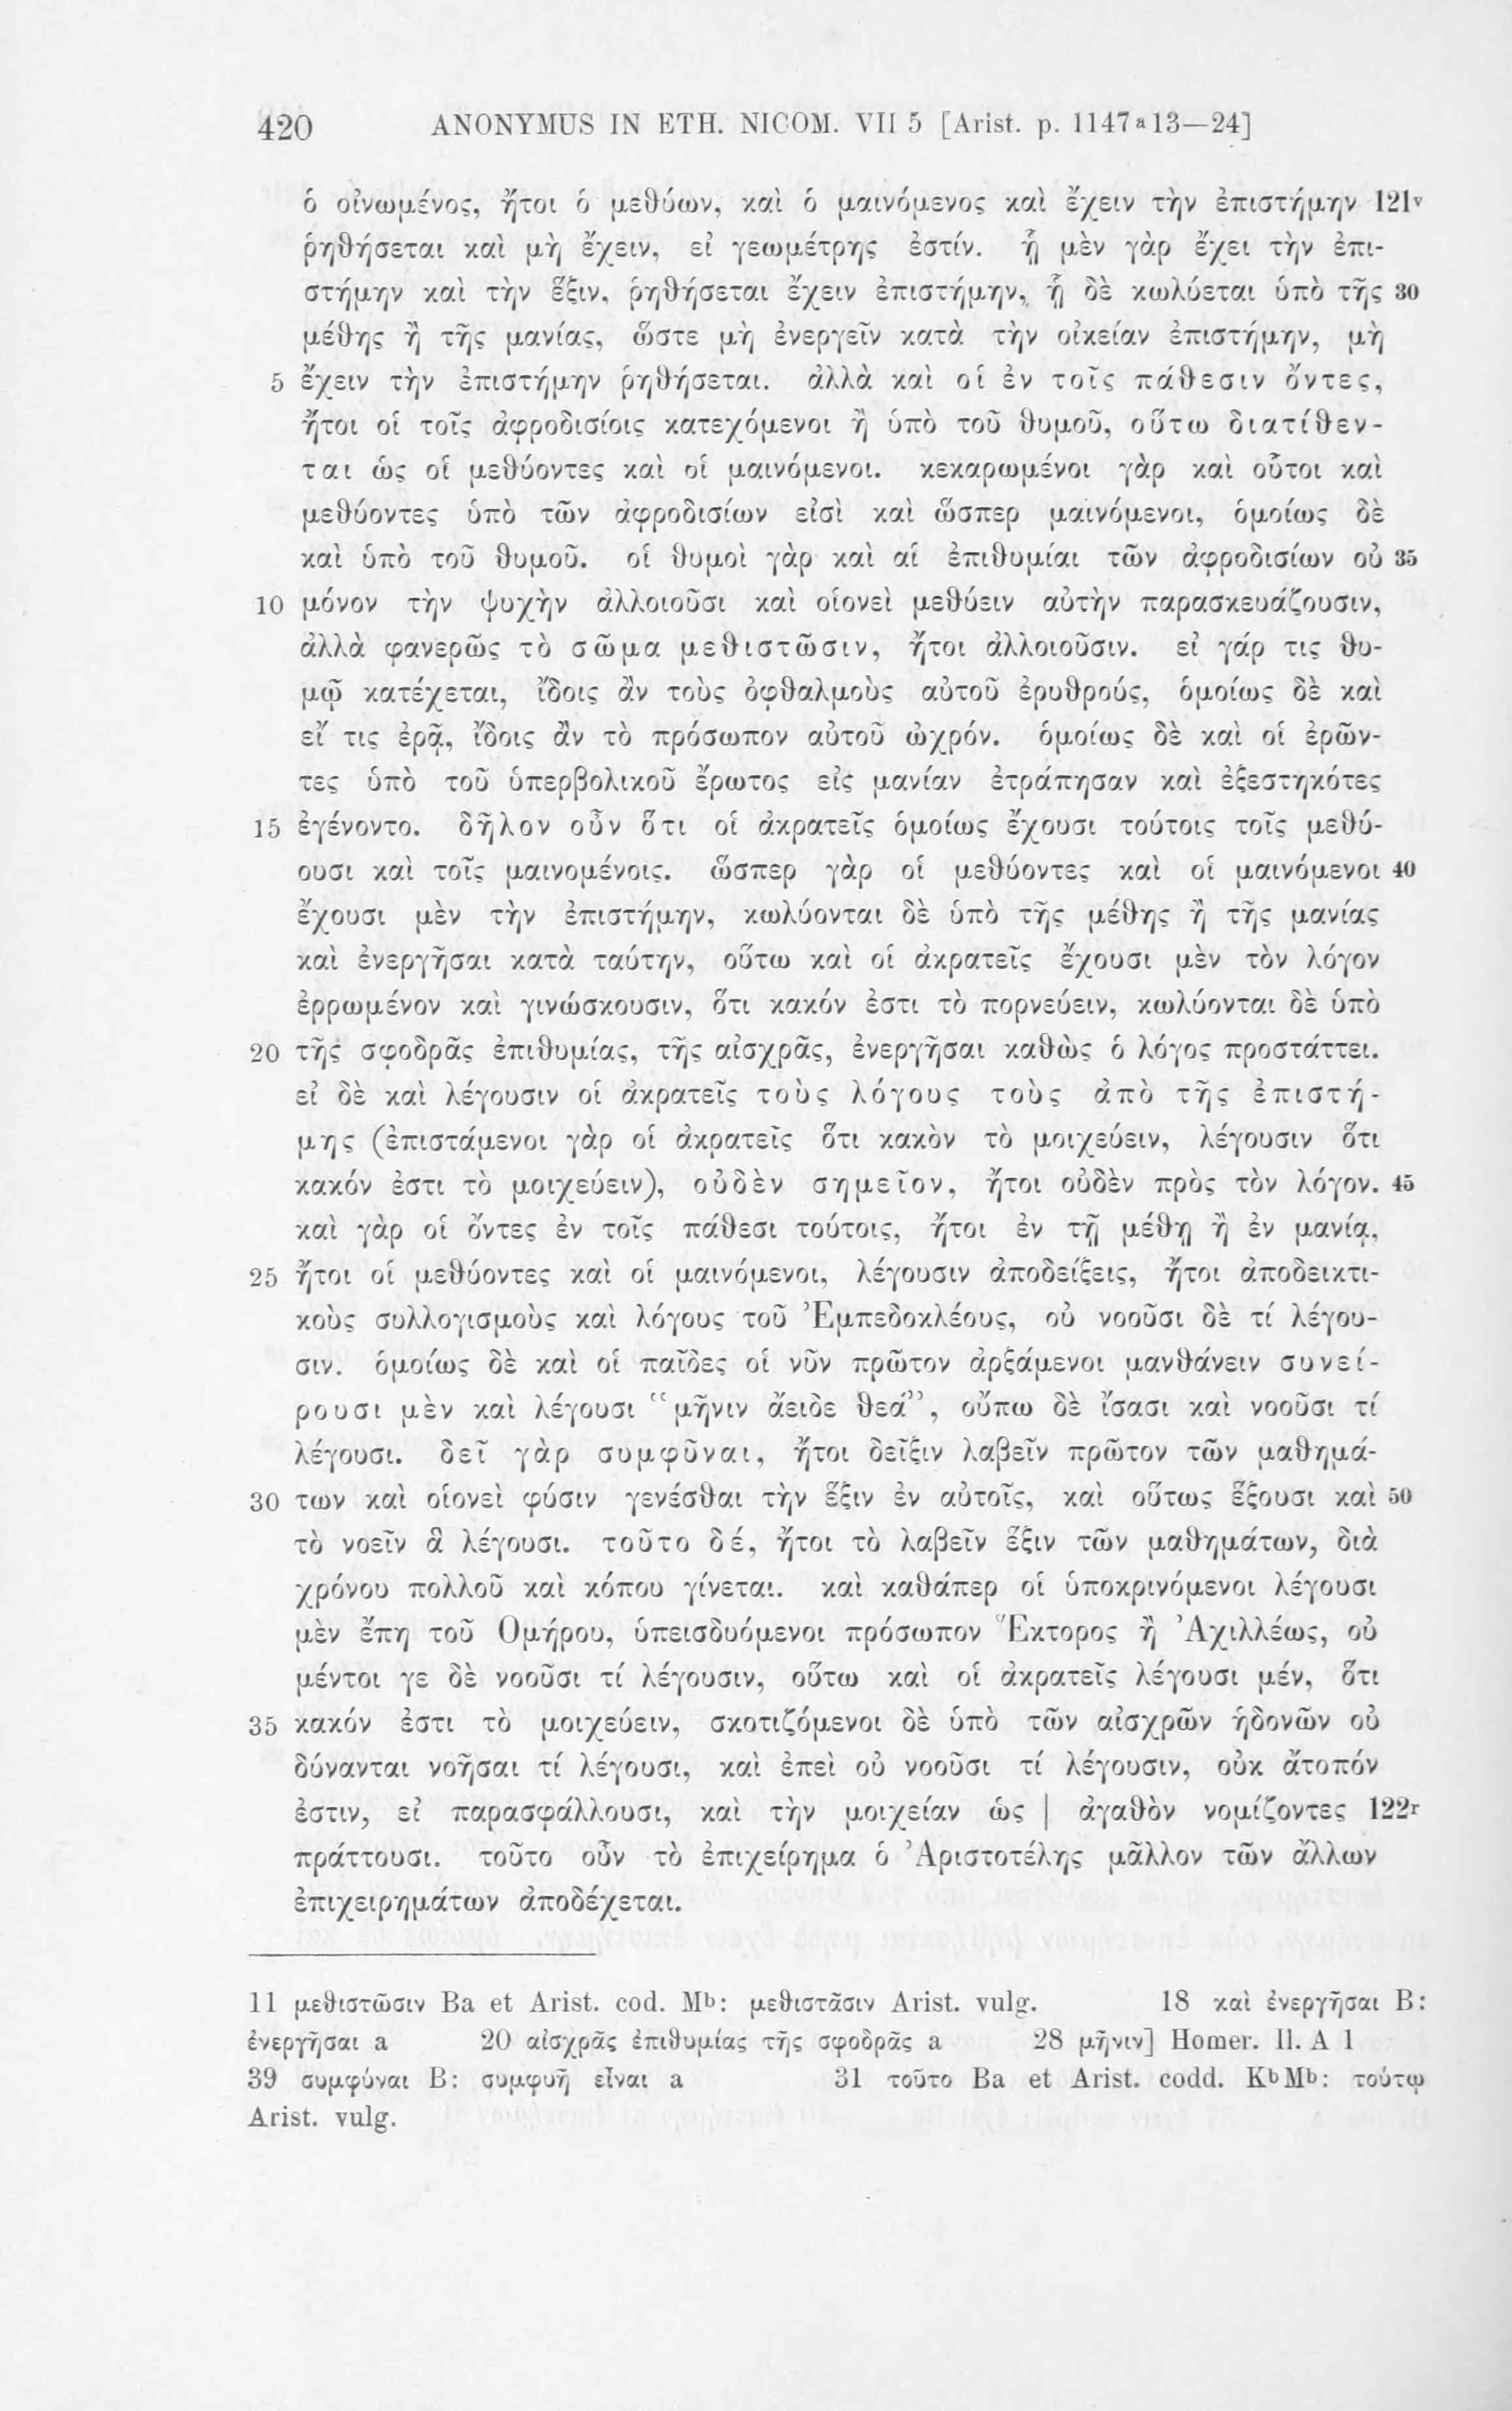 420 ANONYMUS IN ETH. NICOM. VII 5 [Arist. p. 1147ᵃ13—24]
ὁ οἰνωμένος, ἤτοι ὁ μεθύων, καὶ ὁ μαινόμενος καὶ ἔχειν τὴν ἐπιστήμην 121ᵛ
ῥηθήσεται καὶ μὴ ἔχειν, εἰ γεωμέτρης ἐστίν. ᾗ μὲν γὰρ ἔχει τὴν ἐπι-
στήμην καὶ τὴν ἕξιν, ῥηθήσεται ἔχειν ἐπιστήμην, ᾗ δὲ κωλύεται ὑπὸ τῆς 30
μέθης ἢ τῆς μανίας, ὥστε μὴ ἐνεργεῖν κατὰ τὴν οἰκείαν ἐπιστήμην, μὴ
5 ἔχειν τὴν ἐπιστήμην ῥηθήσεται. ἀλλὰ καὶ οἱ ἐν τοῖς πάθεσιν ὄντες,
ἤτοι οἱ τοῖς ἀφροδισίοις κατεχόμενοι ἢ ὑπὸ τοῦ θυμοῦ, οὕτω διατίθεν-
ται ὡς οἱ μεθύοντες καὶ οἱ μαινόμενοι. κεκαρωμένοι γὰρ καὶ οὗτοι καὶ
μεθύοντες ὑπὸ τῶν ἀφροδισίων εἰσὶ καὶ ὥσπερ μαινόμενοι, ὁμοίως δὲ
καὶ ὑπὸ τοῦ θυμοῦ. οἱ θυμοὶ γὰρ καὶ αἱ ἐπιθυμίαι τῶν ἀφροδισίων οὐ 35
10 μόνον τὴν ψυχὴν ἀλλοιοῦσι καὶ οἱονεὶ μεθύειν αὐτὴν παρασκευάζουσιν,
ἀλλὰ φανερῶς τὸ σῶμα μεθιστῶσιν, ἤτοι ἀλλοιοῦσιν. εἰ γάρ τις θυ-
μῷ κατέχεται, ἴδοις ἂν τοὺς ὀφθαλμοὺς αὐτοῦ ἐρυθρούς, ὁμοίως δὲ καὶ
εἴ τις ἐρᾷ, ἴδοις ἂν τὸ πρόσωπον αὐτοῦ ὠχρόν. ὁμοίως δὲ καὶ οἱ ἐρῶν-
τες ὑπὸ τοῦ ὑπερβολικοῦ ἔρωτος εἰς μανίαν ἐτράπησαν καὶ ἐξεστηκότες
15 ἐγένοντο. δῆλον οὖν ὅτι οἱ ἀκρατεῖς ὁμοίως ἔχουσι τούτοις τοῖς μεθύ-
ουσι καὶ τοῖς μαινομένοις. ὥσπερ γὰρ οἱ μεθύοντες καὶ οἱ μαινόμενοι 40
ἔχουσι μὲν τὴν ἐπιστήμην, κωλύονται δὲ ὑπὸ τῆς μέθης ἢ τῆς μανίας
καὶ ἐνεργῆσαι κατὰ ταύτην, οὕτω καὶ οἱ ἀκρατεῖς ἔχουσι μὲν τὸν λόγον
ἐρρωμένον καὶ γινώσκουσιν, ὅτι κακόν ἐστι τὸ πορνεύειν, κωλύονται δὲ ὑπὸ
20 τῆς σφοδρᾶς ἐπιθυμίας, τῆς αἰσχρᾶς, ἐνεργῆσαι καθὼς ὁ λόγος προστάττει.
εἰ δὲ καὶ λέγουσιν οἱ ἀκρατεῖς τοὺς λόγους τοὺς ἀπὸ τῆς ἐπιστή-
μης (ἐπιστάμενοι γὰρ οἱ ἀκρατεῖς ὅτι κακὸν τὸ μοιχεύειν, λέγουσιν ὅτι
κακόν ἐστι τὸ μοιχεύειν), οὐδὲν σημεῖον, ἤτοι οὐδὲν πρὸς τὸν λόγον. 45
καὶ γὰρ οἱ ὄντες ἐν τοῖς πάθεσι τούτοις, ἤτοι ἐν τῇ μέθῃ ἢ ἐν μανίᾳ,
25 ἤτοι οἱ μεθύοντες καὶ οἱ μαινόμενοι, λέγουσιν ἀποδείξεις, ἤτοι ἀποδεικτι-
κοὺς συλλογισμοὺς καὶ λόγους τοῦ Ἐμπεδοκλέους, οὐ νοοῦσι δὲ τί λέγου-
σιν. ὁμοίως δὲ καὶ οἱ παῖδες οἱ νῦν πρῶτον ἀρξάμενοι μανθάνειν συνεί-
ρουσι μὲν καὶ λέγουσι “μῆνιν ἄειδε θεά”, οὔπω δὲ ἴσασι καὶ νοοῦσι τί
λέγουσι. δεῖ γὰρ συμφῦναι, ἤτοι δεῖξιν λαβεῖν πρῶτον τῶν μαθημά-
30 των καὶ οἱονεὶ φύσιν γενέσθαι τὴν ἕξιν ἐν αὐτοῖς, καὶ οὕτως ἕξουσι καὶ 50
τὸ νοεῖν ἃ λέγουσι. τοῦτο δέ, ἤτοι τὸ λαβεῖν ἕξιν τῶν μαθημάτων, διὰ
χρόνου πολλοῦ καὶ κόπου γίνεται. καὶ καθάπερ οἱ ὑποκρινόμενοι λέγουσι
μὲν ἔπη τοῦ Ομήρου, ὑπεισδυόμενοι πρόσωπον Ἕκτορος ἢ Ἀχιλλέως, οὐ
μέντοι γε δὲ νοοῦσι τί λέγουσιν, οὕτω καὶ οἱ ἀκρατεῖς λέγουσι μέν, ὅτι
35 κακόν ἐστι τὸ μοιχεύειν, σκοτιζόμενοι δὲ ὑπὸ τῶν αἰσχρῶν ἡδονῶν οὐ
δύνανται νοῆσαι τί λέγουσι, καὶ ἐπεὶ οὐ νοοῦσι τί λέγουσιν, οὐκ ἄτοπόν
ἐστιν, εἰ παρασφάλλουσι, καὶ τὴν μοιχείαν ὡς | ἀγαθὸν νομίζοντες 122ʳ
πράττουσι. τοῦτο οὖν τὸ ἐπιχείρημα ὁ Ἀριστοτέλης μᾶλλον τῶν ἄλλων
ἐπιχειρημάτων ἀποδέχεται.
11 μεθιστῶσιν Ba et Arist. cod. Mᵇ: μεθιστᾶσιν Arist. vulg. 18 καὶ ἐνεργῆσαι B:
ἐνεργῆσαι a 20 αἰσχρᾶς ἐπιθυμίας τῆς σφοδρᾶς a 28 μῆνιν] Homer. Il. A 1
39 συμφύναι B: συμφυῆ εἶναι a 31 τοῦτο Ba et Arist. codd. KᵇMᵇ: τούτῳ
Arist. vulg.